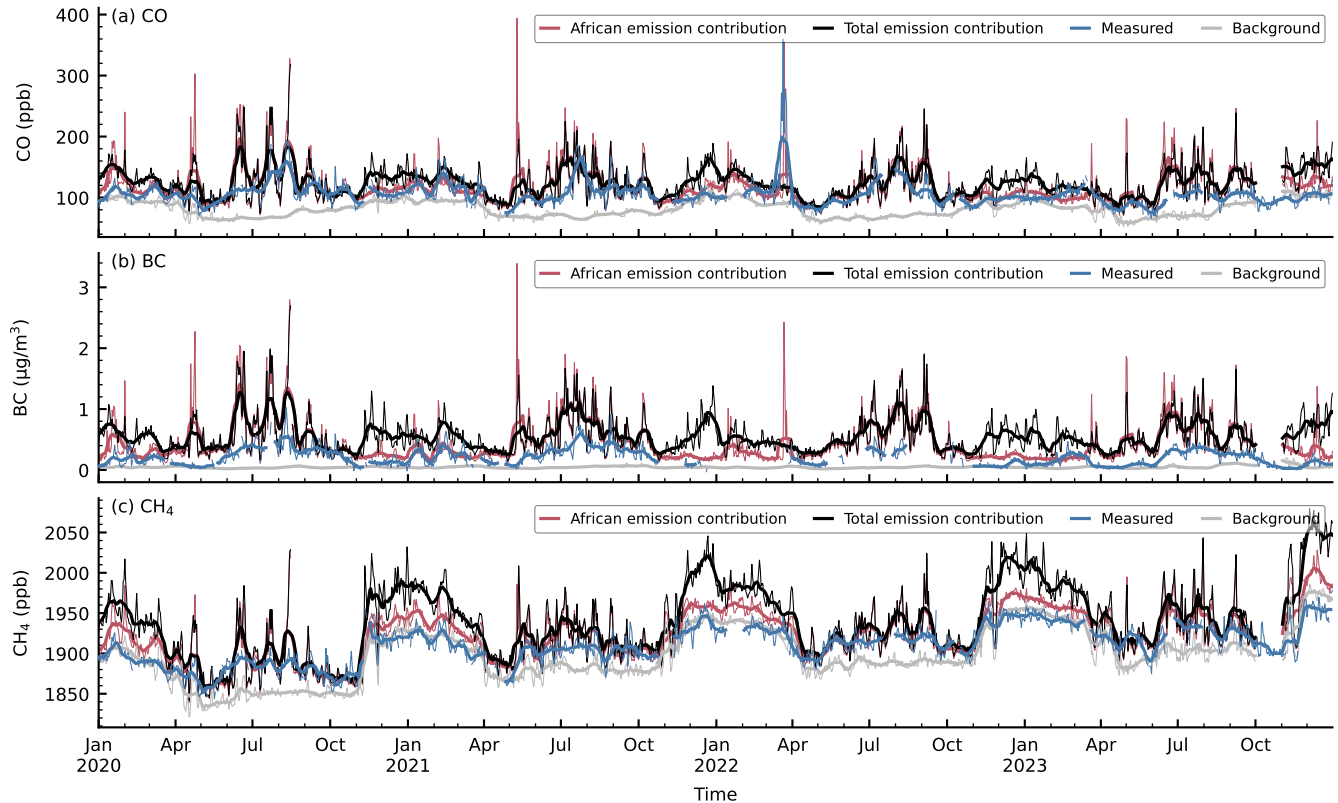 (a) CO
African emission contribution Total emission contribution Measured Background
400
300
200
100
CO (ppb)
(b) BC
African emission contribution Total emission contribution Measured Background
3
2
1
0
BC (µg/m³)
(c) CH₄
African emission contribution Total emission contribution Measured Background
2050
2000
1950
1900
1850
CH₄ (ppb)
Jan Apr Jul Oct Jan Apr Jul Oct Jan Apr Jul Oct Jan Apr Jul Oct
2020 2021 2022 2023
Time